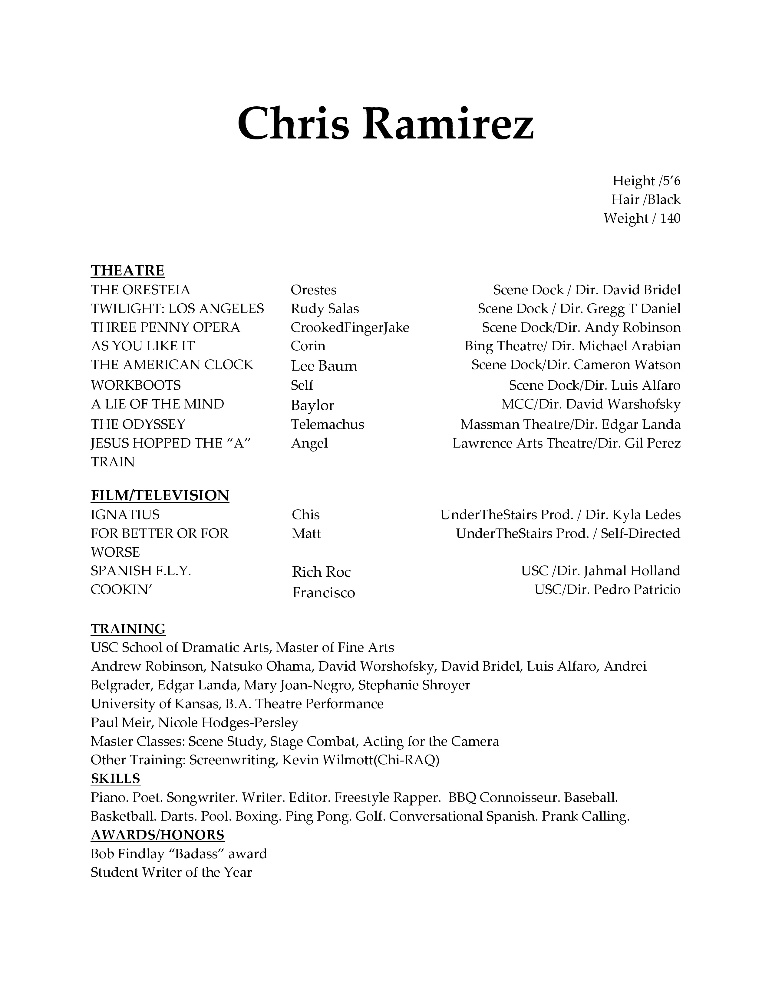 Chris Ramirez
Height /5’6
Hair /Black
Weight / 140
THEATRE
THE ORESTEIA Orestes Scene Dock / Dir. David Bridel
TWILIGHT: LOS ANGELES Rudy Salas Scene Dock / Dir. Gregg T Daniel
THREE PENNY OPERA CrookedFingerJake Scene Dock/Dir. Andy Robinson
AS YOU LIKE IT Corin Bing Theatre/ Dir. Michael Arabian
THE AMERICAN CLOCK Lee Baum Scene Dock/Dir. Cameron Watson
WORKBOOTS Self Scene Dock/Dir. Luis Alfaro
A LIE OF THE MIND Baylor MCC/Dir. David Warshofsky
THE ODYSSEY Telemachus Massman Theatre/Dir. Edgar Landa
JESUS HOPPED THE “A” Angel Lawrence Arts Theatre/Dir. Gil Perez
TRAIN
FILM/TELEVISION
IGNATIUS Chis UnderTheStairs Prod. / Dir. Kyla Ledes
FOR BETTER OR FOR Matt UnderTheStairs Prod. / Self-Directed
WORSE
SPANISH F.L.Y. Rich Roc USC /Dir. Jahmal Holland
COOKIN’ Francisco USC/Dir. Pedro Patricio
TRAINING
USC School of Dramatic Arts, Master of Fine Arts
Andrew Robinson, Natsuko Ohama, David Worshofsky, David Bridel, Luis Alfaro, Andrei
Belgrader, Edgar Landa, Mary Joan-Negro, Stephanie Shroyer
University of Kansas, B.A. Theatre Performance
Paul Meir, Nicole Hodges-Persley
Master Classes: Scene Study, Stage Combat, Acting for the Camera
Other Training: Screenwriting, Kevin Wilmott(Chi-RAQ)
SKILLS
Piano. Poet. Songwriter. Writer. Editor. Freestyle Rapper.  BBQ Connoisseur. Baseball.
Basketball. Darts. Pool. Boxing. Ping Pong. Golf. Conversational Spanish. Prank Calling.
AWARDS/HONORS
Bob Findlay “Badass” award
Student Writer of the Year